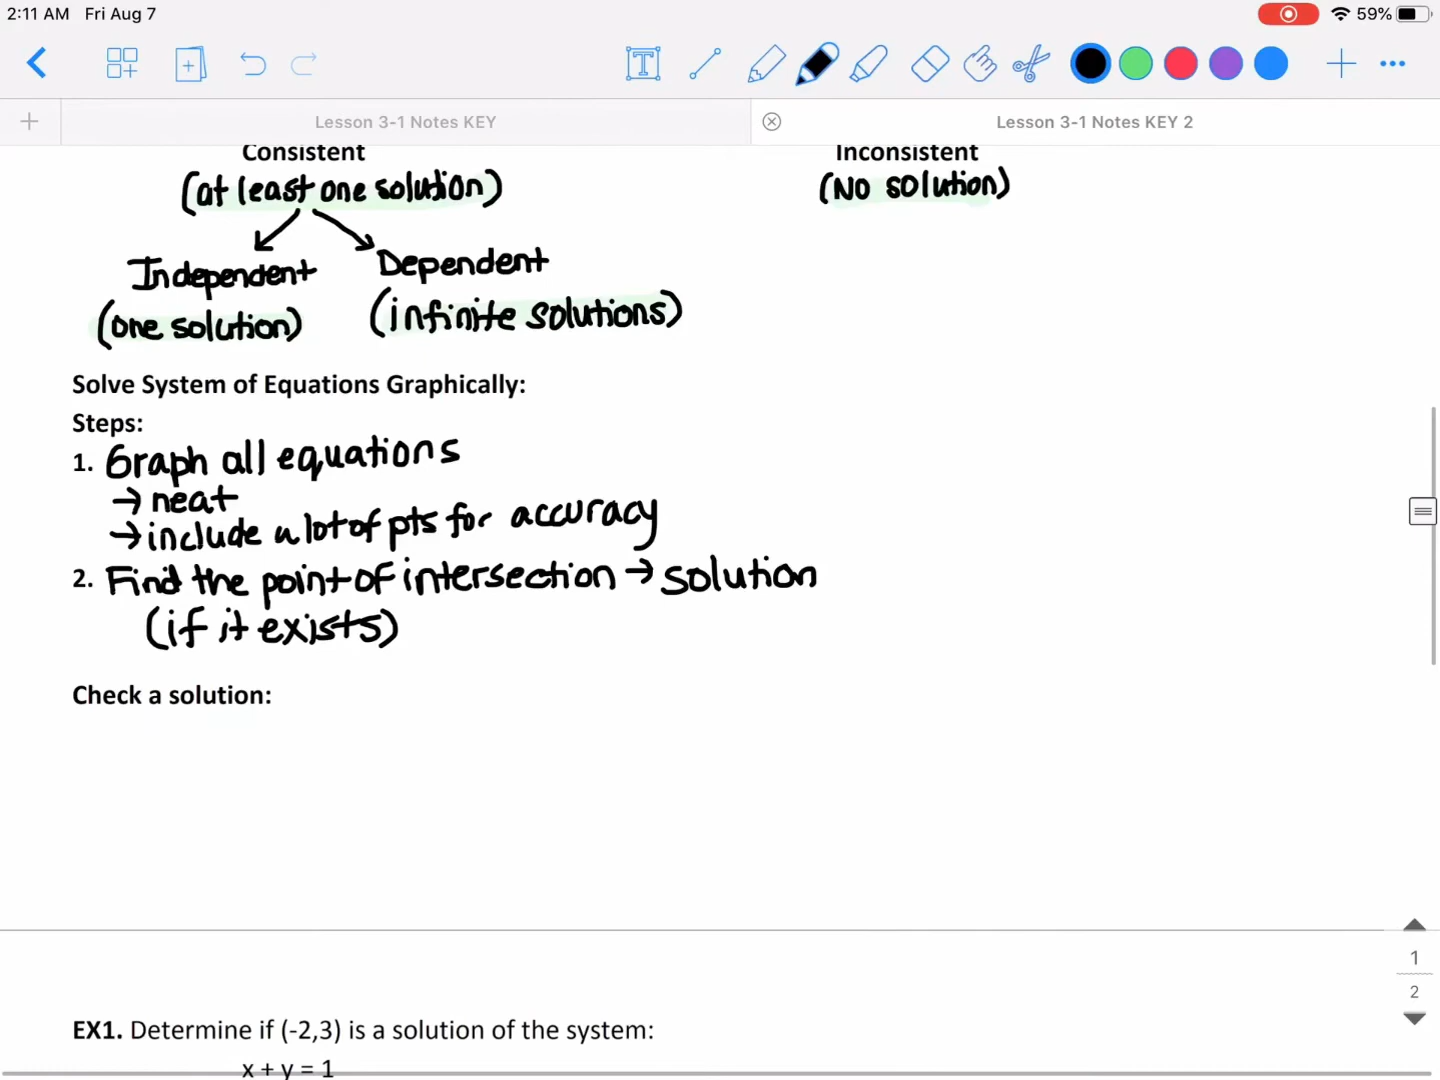 2:11 AM Fri Aug 7 59%
T
Lesson 3-1 Notes KEY
Lesson 3-1 Notes KEY 2
Consistent
(at least one solution)
Inconsistent
(No solution)
Independent
(one solution)
Dependent
(infinite solutions)
Solve System of Equations Graphically:
Steps:
1. Graph all equations
→ neat
→ include a lot of pts for accuracy
2. Find the point of intersection → solution
(if it exists)
Check a solution:
1
2
EX1. Determine if (-2,3) is a solution of the system:
x + y = 1